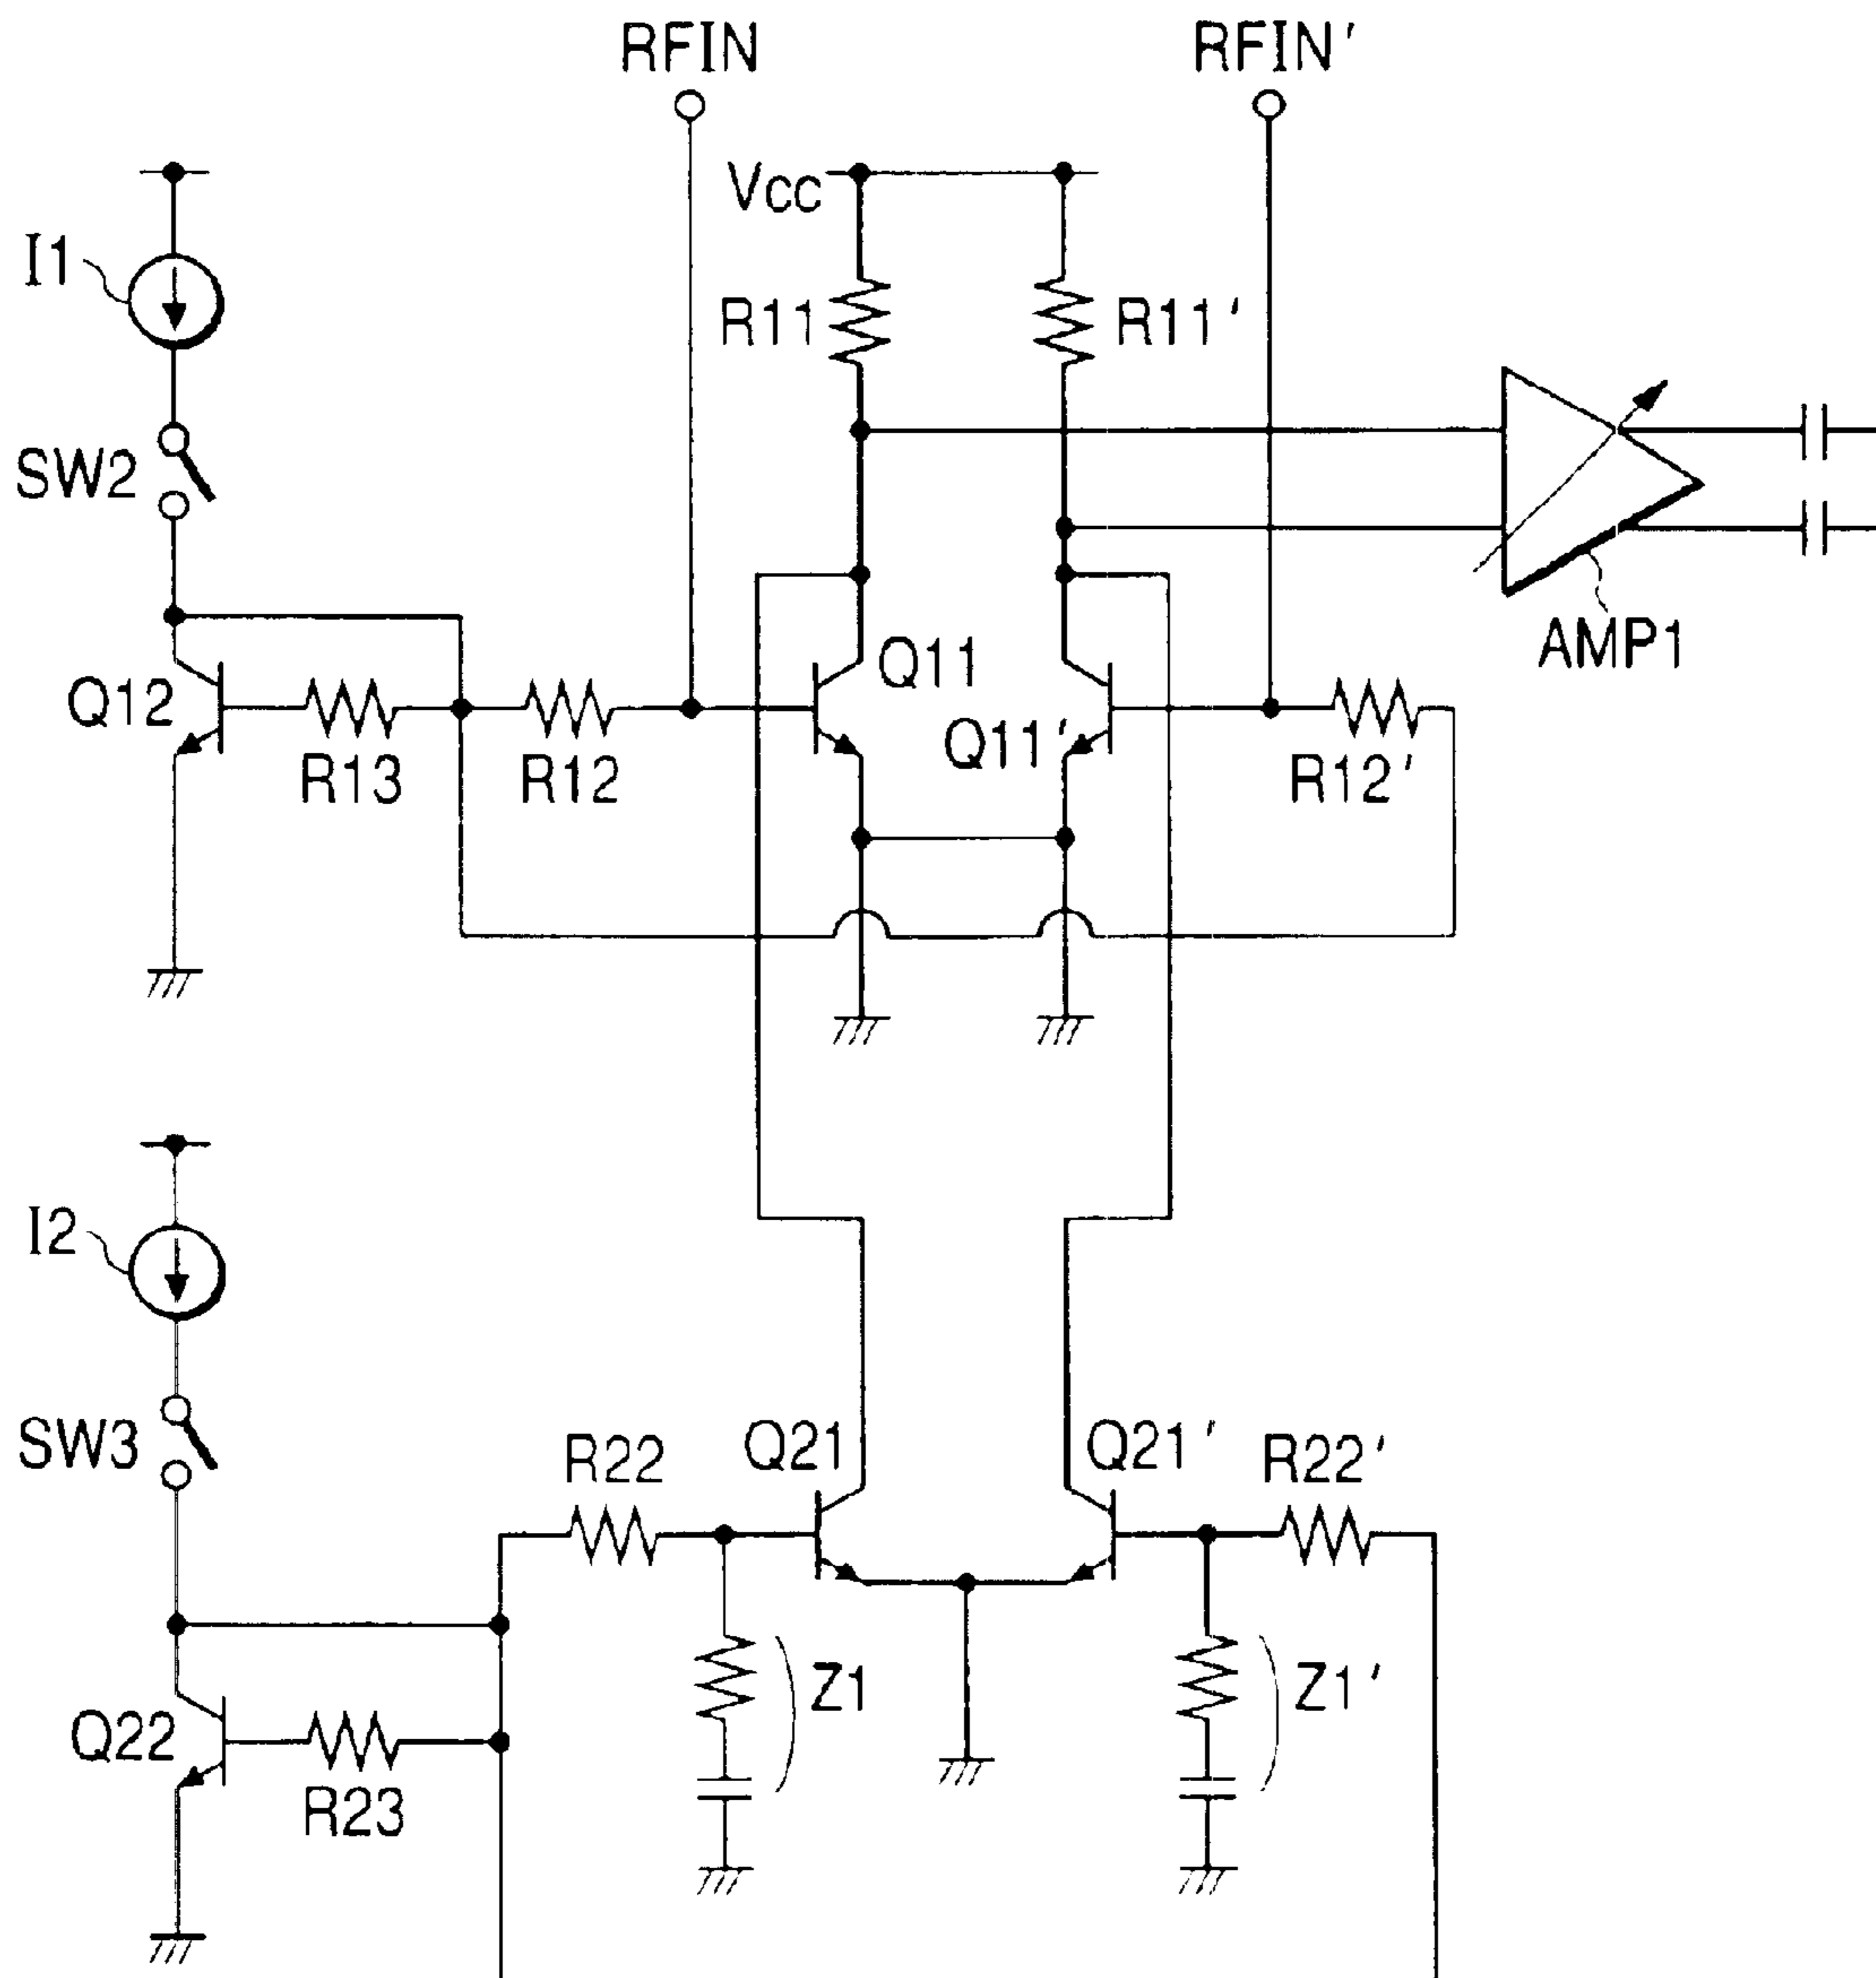 RFIN
RFIN'
Vcc
I1
R11
R11'
SW2
AMP1
Q11
Q12
Q11'
R13
R12
R12'
I2
SW3
R22
Q21
Q21'
R22'
Z1
Z1'
Q22
R23